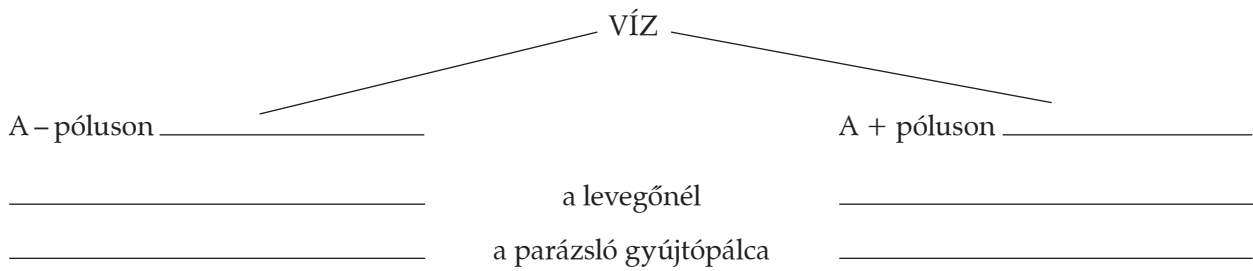 VÍZ
A – póluson A + póluson
a levegőnél
a parázsló gyújtópálca